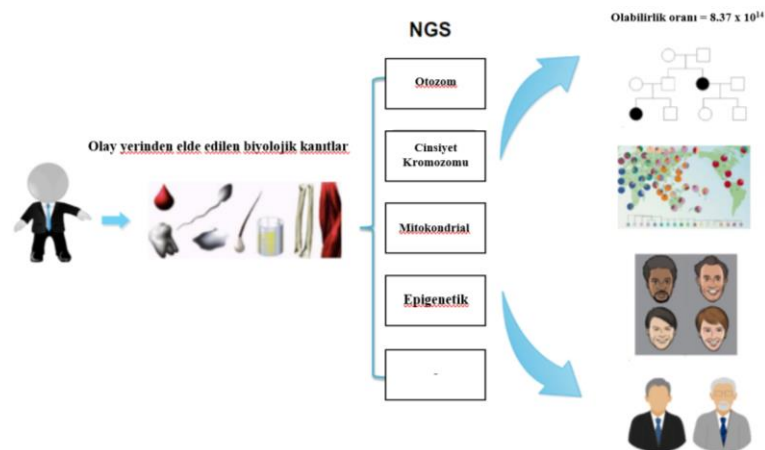 Olabilirlik oranı = 8.37 x 10¹⁴
NGS
Otozom
Olay yerinden elde edilen biyolojik kanıtlar
Cinsiyet
Kromozomu
Mitokondrial
Epigenetik
-